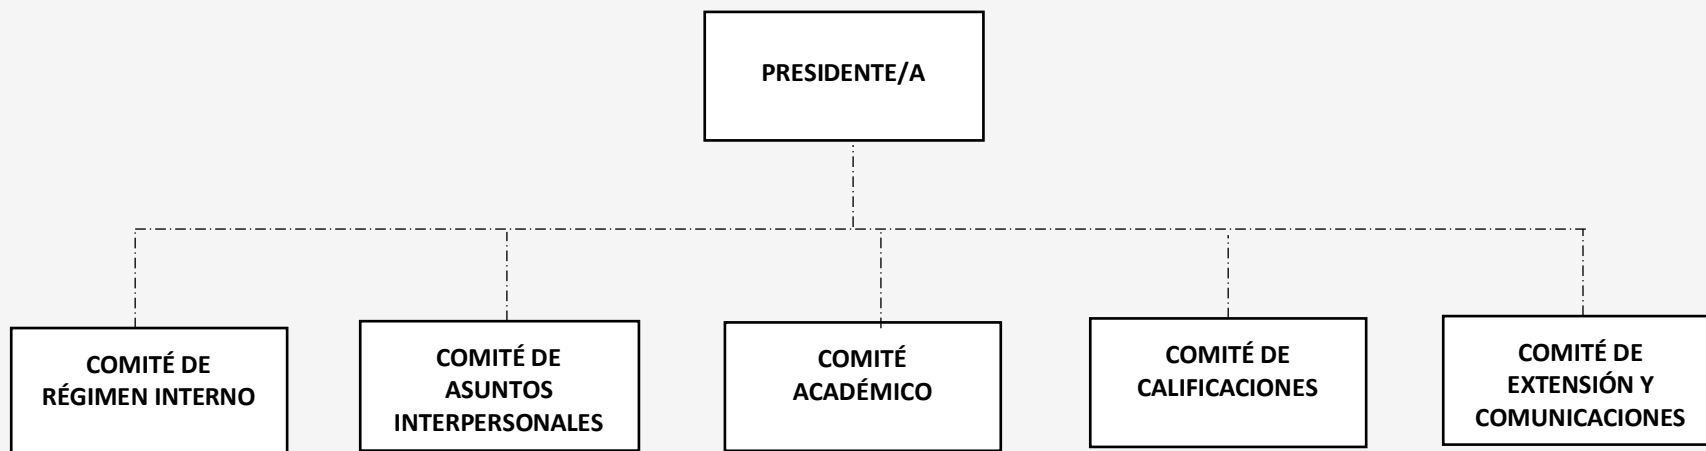 PRESIDENTE/A
COMITÉ DE
RÉGIMEN INTERNO
COMITÉ DE
ASUNTOS
INTERPERSONALES
COMITÉ
ACADÉMICO
COMITÉ DE
CALIFICACIONES
COMITÉ DE
EXTENSIÓN Y
COMUNICACIONES